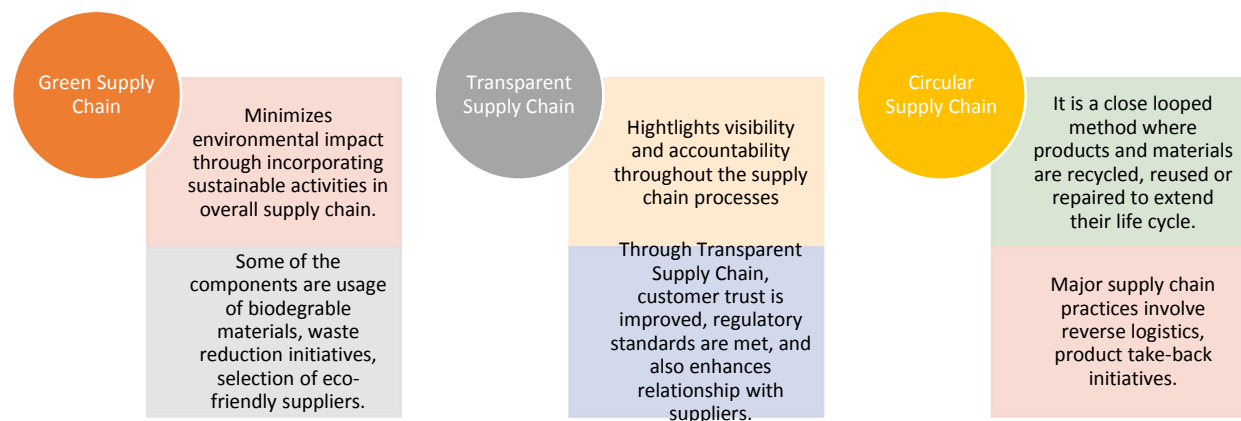 Green Supply
Chain
Minimizes
environmental impact
through incorporating
sustainable activities in
overall supply chain.
Some of the
components are usage
of biodegrable
materials, waste
reduction initiatives,
selection of eco-
friendly suppliers.
Transparent
Supply Chain
Hightlights visibility
and accountability
throughout the supply
chain processes
Through Transparent
Supply Chain,
customer trust is
improved, regulatory
standards are met, and
also enhances
relationship with
suppliers.
Circular
Supply Chain
It is a close looped
method where
products and materials
are recycled, reused or
repaired to extend
their life cycle.
Major supply chain
practices involve
reverse logistics,
product take-back
initiatives.